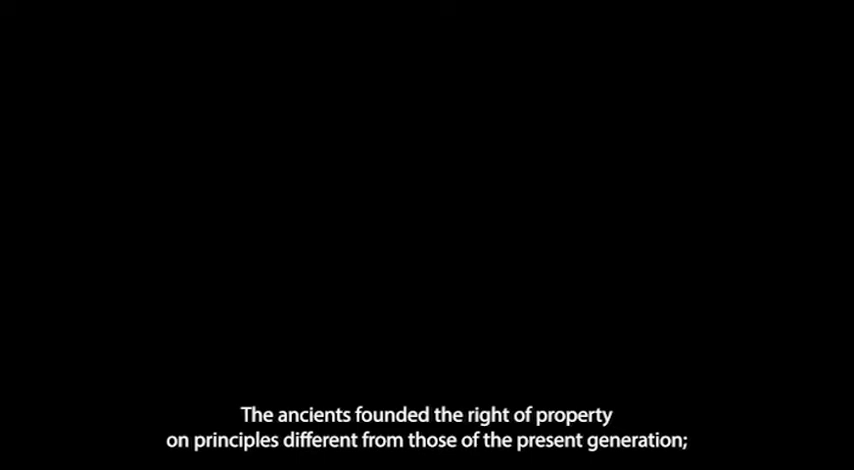 The ancients founded the right of property
on principles different from those of the present generation;